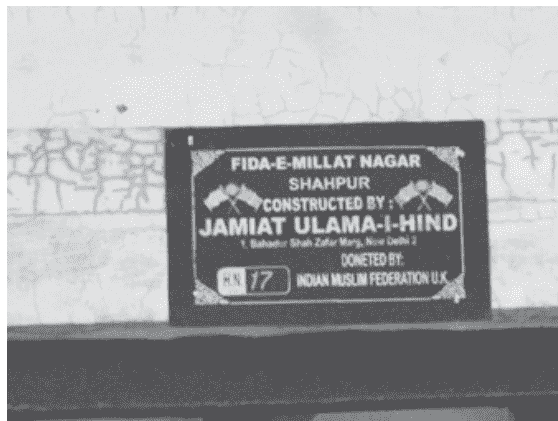 FIDA-E-MILLAT NAGAR
SHAHPUR
CONSTRUCTED BY :
JAMIAT ULAMA-I-HIND
1, Bahadur Shah Zafar Marg, New Delhi 2
DONETED BY:
H.N 17 INDIAN MUSLIM FEDERATION U.K